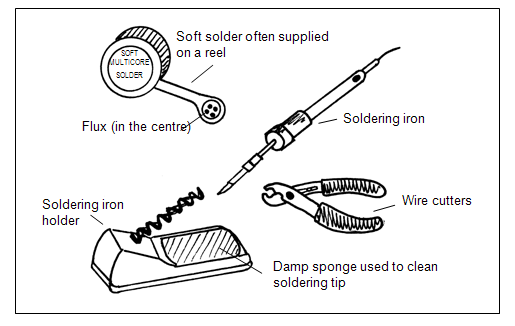 Soft solder often supplied
on a reel
SOFT
MULTICORE
SOLDER
Flux (in the centre)
Soldering iron
Soldering iron
holder
Wire cutters
Damp sponge used to clean
soldering tip